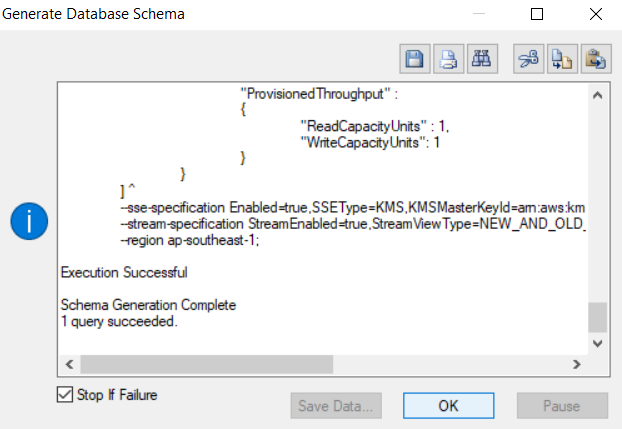 Generate Database Schema
"ProvisionedThroughput" :
{
"ReadCapacityUnits" : 1,
"WriteCapacityUnits": 1
}
}
] ^
--sse-specification Enabled=true,SSEType=KMS,KMSMasterKeyId=arn:aws:km
--stream-specification StreamEnabled=true,StreamViewType=NEW_AND_OLD_
--region ap-southeast-1;
Execution Successful
Schema Generation Complete
1 query succeeded.
Stop If Failure
Save Data...
OK
Pause